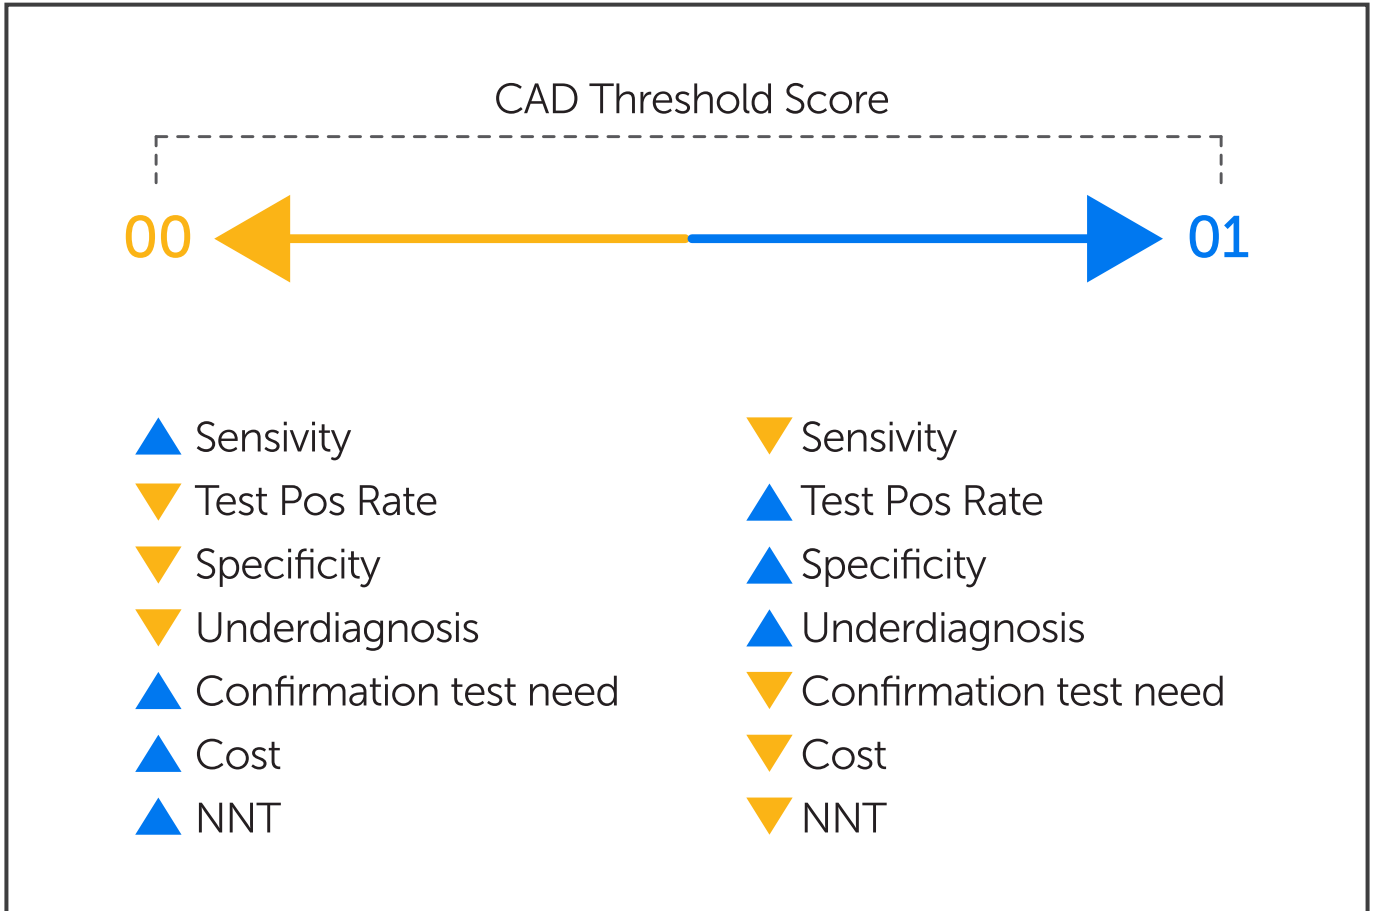 CAD Threshold Score
00 01
Sensivity
Test Pos Rate
Specificity
Underdiagnosis
Confirmation test need
Cost
NNT
Sensivity
Test Pos Rate
Specificity
Underdiagnosis
Confirmation test need
Cost
NNT